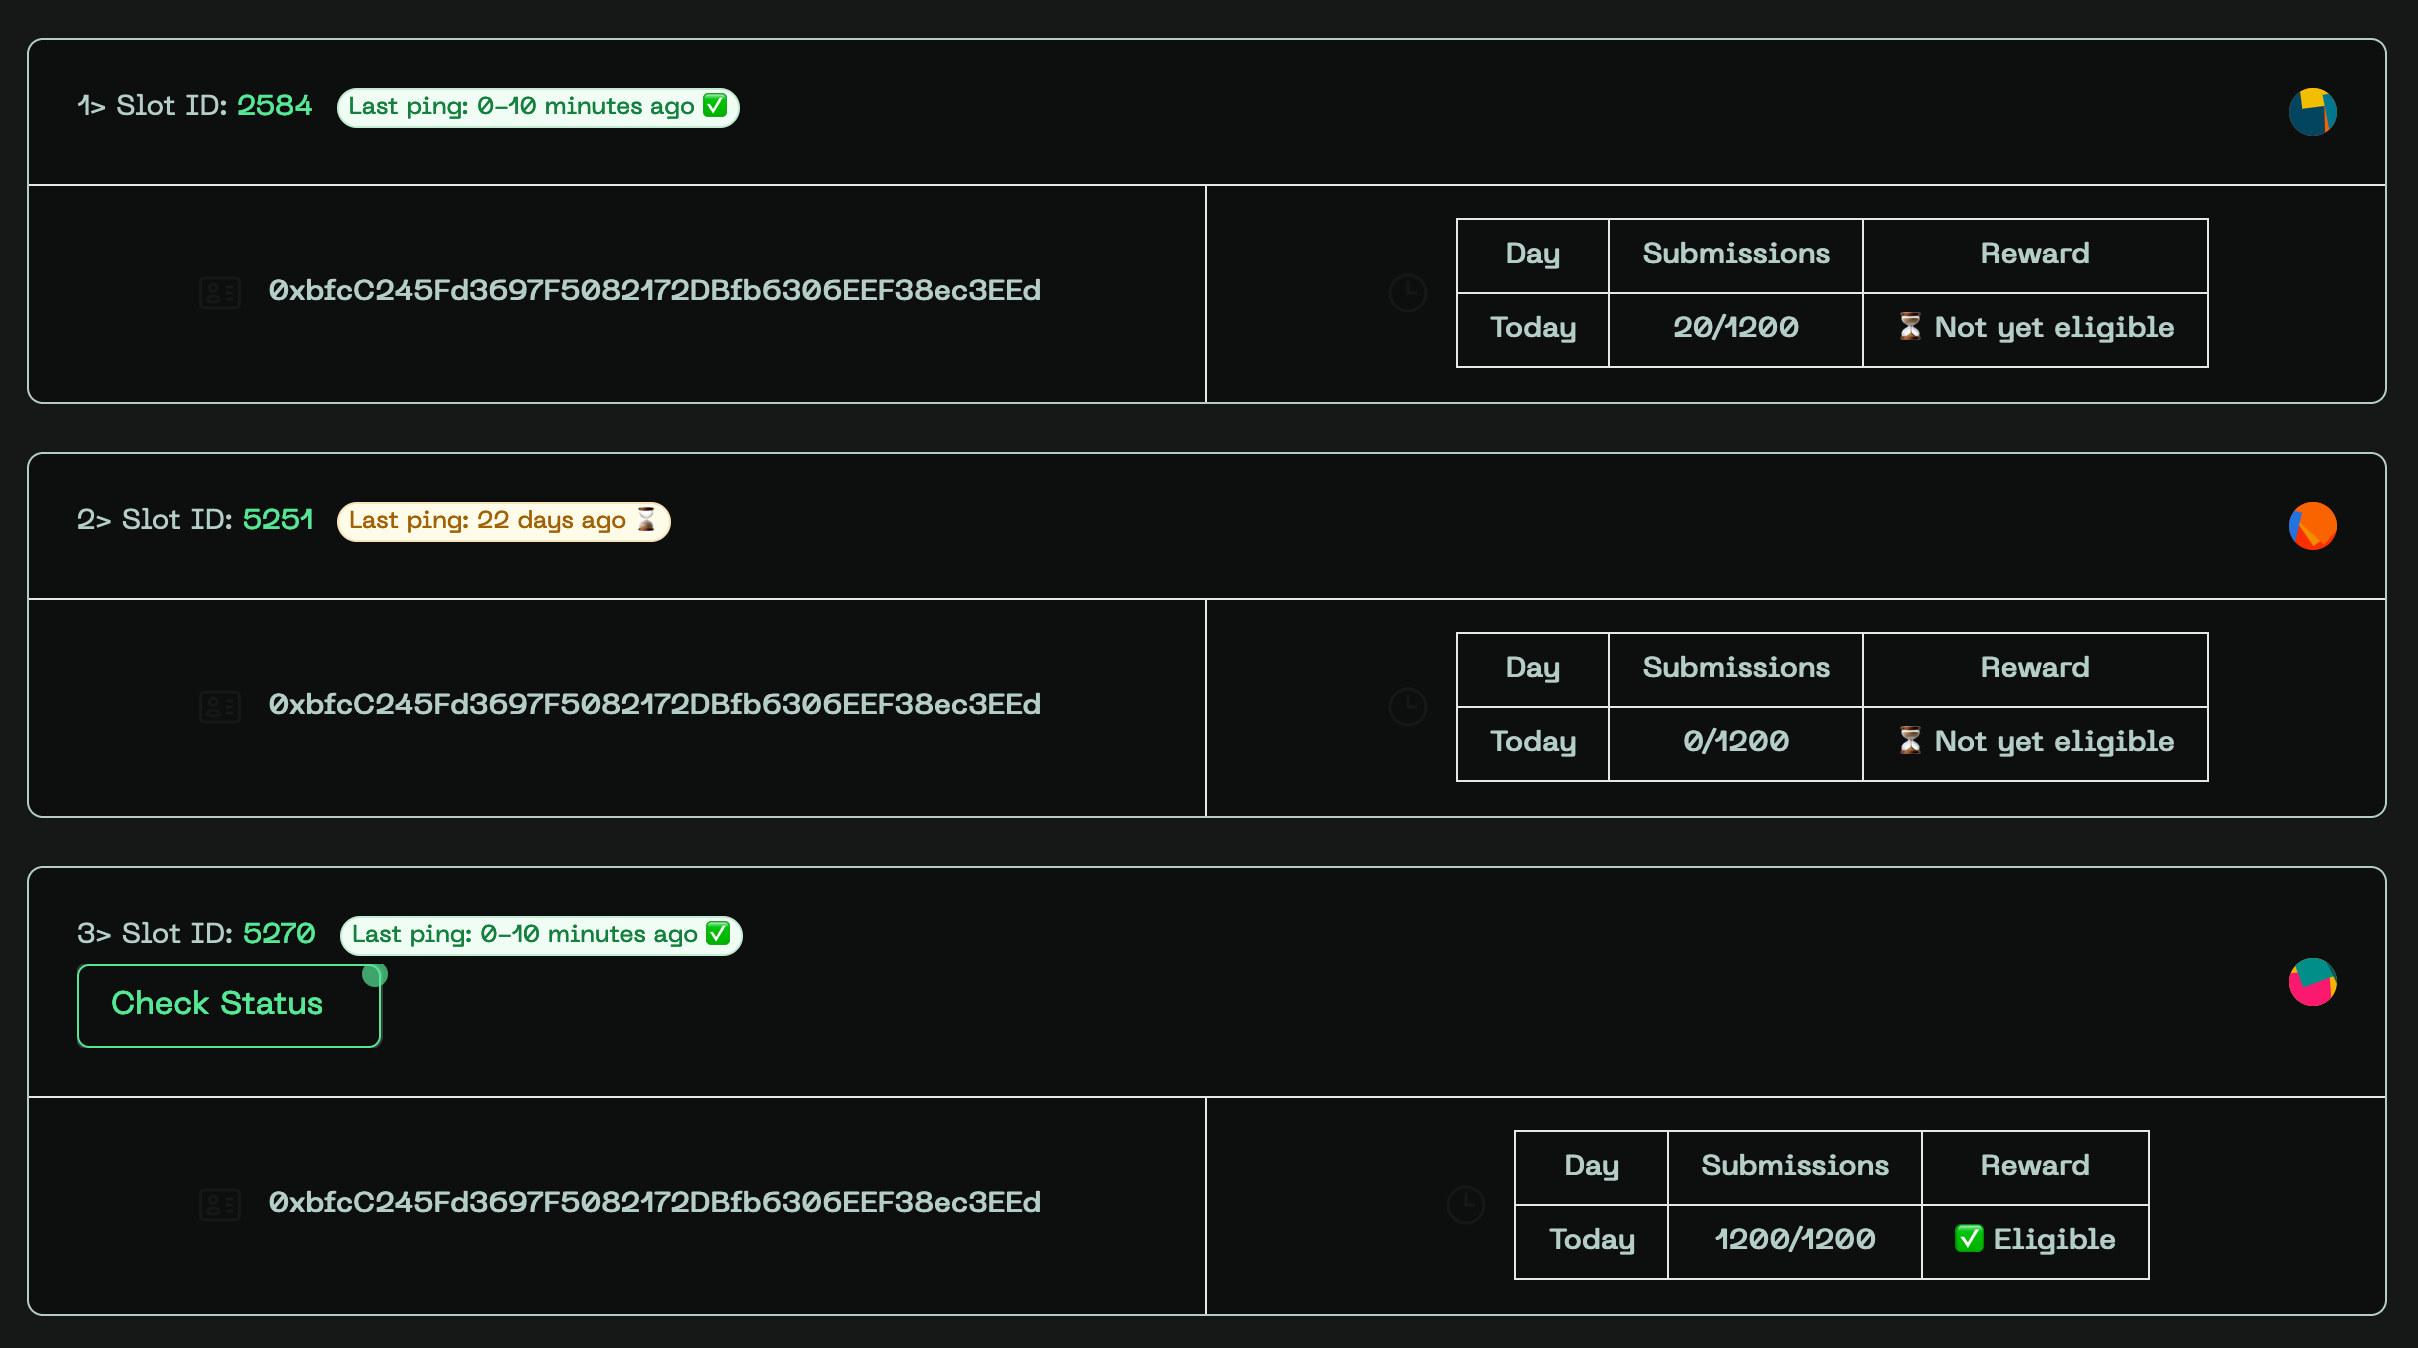 1> Slot ID: 2584 Last ping: 0-10 minutes ago ✅
0xbfcC245Fd3697F5082172DBfb6306EEF38ec3EEd
Day Submissions Reward
Today 20/1200 ⏳ Not yet eligible
2> Slot ID: 5251 Last ping: 22 days ago ⏳
0xbfcC245Fd3697F5082172DBfb6306EEF38ec3EEd
Day Submissions Reward
Today 0/1200 ⏳ Not yet eligible
3> Slot ID: 5270 Last ping: 0-10 minutes ago ✅
Check Status
0xbfcC245Fd3697F5082172DBfb6306EEF38ec3EEd
Day Submissions Reward
Today 1200/1200 ✅ Eligible